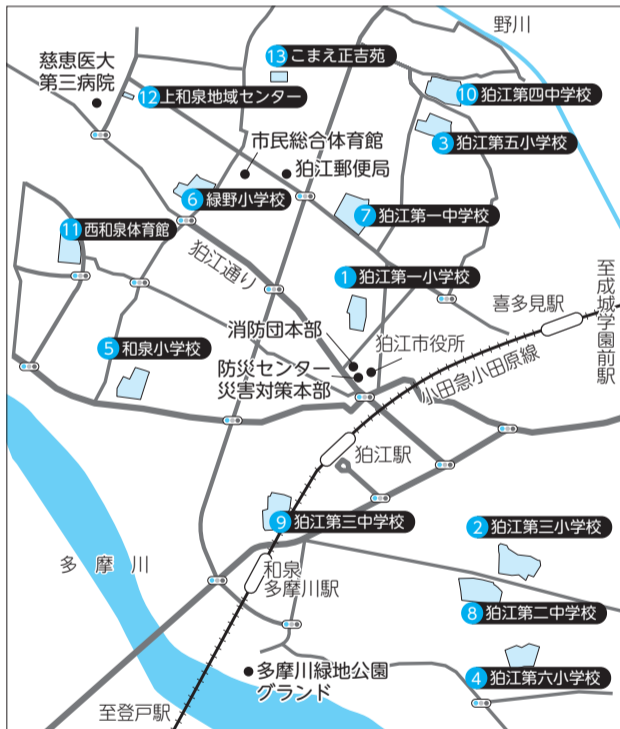 野川
慈恵医大
第三病院
13 こまえ正吉苑
12 上和泉地域センター
10 狛江第四中学校
3 狛江第五小学校
市民総合体育館
狛江郵便局
6 緑野小学校
7 狛江第一中学校
11 西和泉体育館
狛江通り
1 狛江第一小学校
喜多見駅
至成城学園前駅
消防団本部
狛江市役所
5 和泉小学校
防災センター
災害対策本部
小田急小田原線
狛江駅
9 狛江第三中学校
2 狛江第三小学校
多摩川
和泉
多摩川駅
8 狛江第二中学校
多摩川緑地公園
グランド
4 狛江第六小学校
至登戸駅